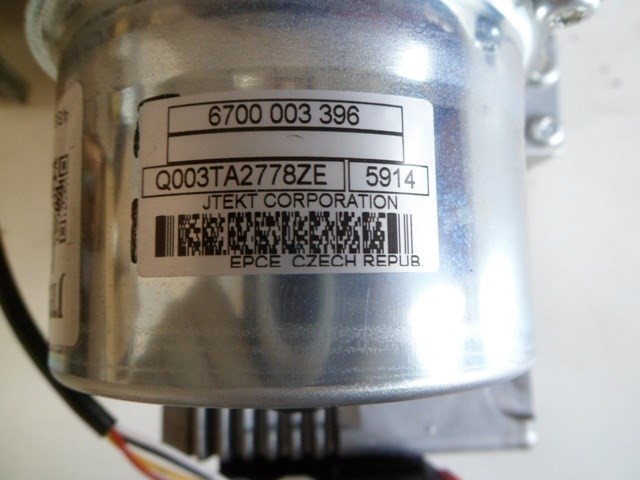 6700 003 396
Q003TA2778ZE 5914
JTEKT CORPORATION
EPCE CZECH REPUB.